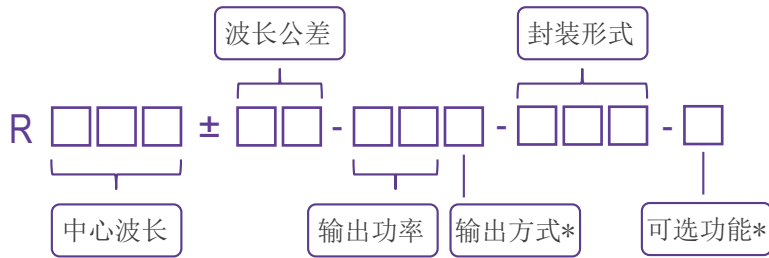 波长公差 封装形式
R □□□ ± □□ - □□□ - □□□ - □
中心波长 输出功率 输出方式* 可选功能*